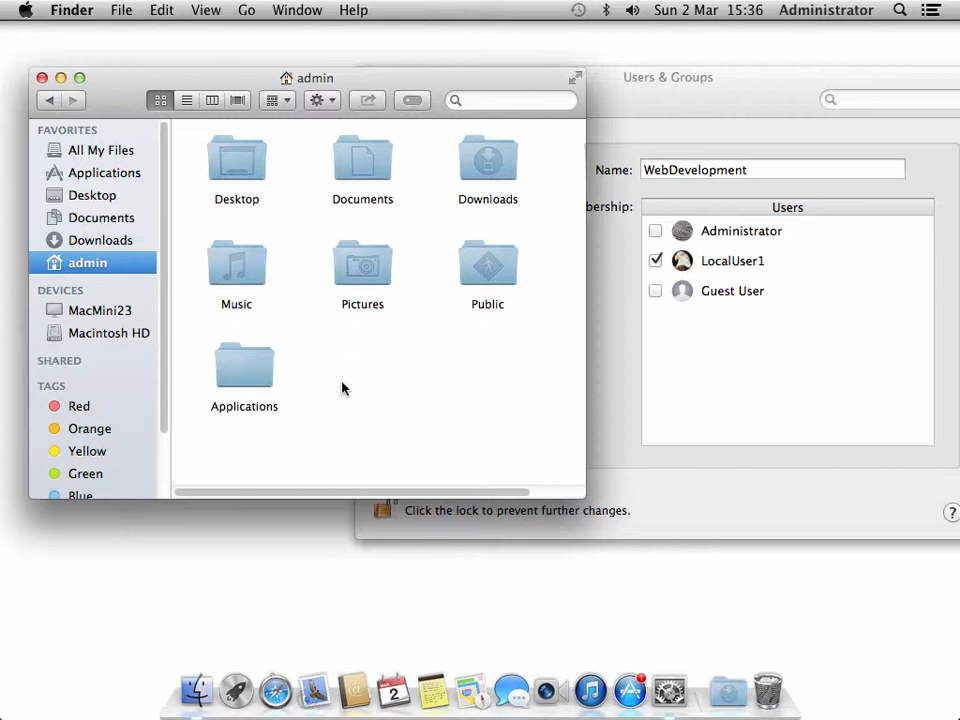 Finder File Edit View Go Window Help Sun 2 Mar 15:36 Administrator
admin
Users & Groups
FAVORITES
All My Files
Applications
Desktop
Documents
Downloads
admin
DEVICES
MacMini23
Macintosh HD
SHARED
TAGS
Red
Orange
Yellow
Green
Blue
Desktop Documents Downloads
Music Pictures Public
Applications
Name: WebDevelopment
bership: Users
Administrator
LocalUser1
Guest User
Click the lock to prevent further changes.
?
2
1